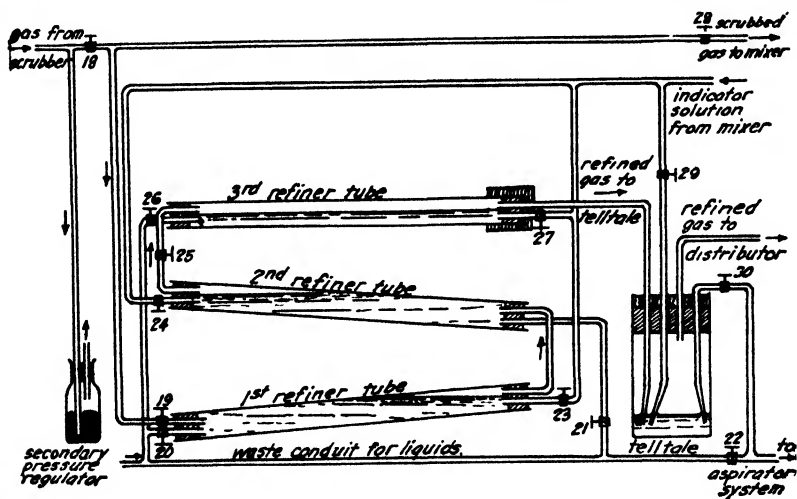 gas from
scrubber
18
28
scrubbed
gas to mixer
indicator
solution
from mixer
29
refined
gas to
telltale
26
3rd refiner tube
27
25
refined
gas to
distributor
30
2nd refiner tube
24
19
1st refiner tube
23
20
21
22
waste conduit for liquids.
telltale
to
aspirator
system
secondary
pressure
regulator